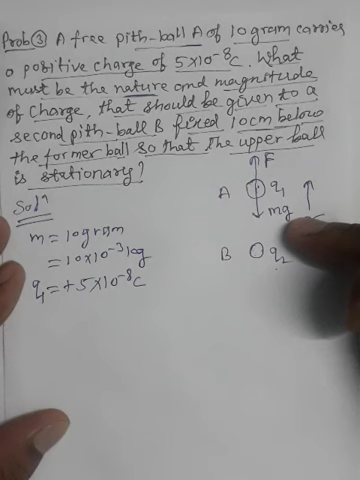 Prob ③ A free pith-ball A of 10 gram carries
a positive charge of 5×10⁻⁸C. What
must be the nature and magnitude
of Charge, that should be given to a
second pith-ball B fixed 10cm below
the former ball so that the upper ball
is stationary?
Solⁿ
F
A q₁
mg
m = 10 gram
= 10×10⁻³ kg
B q₂
q₁ = +5×10⁻⁸C